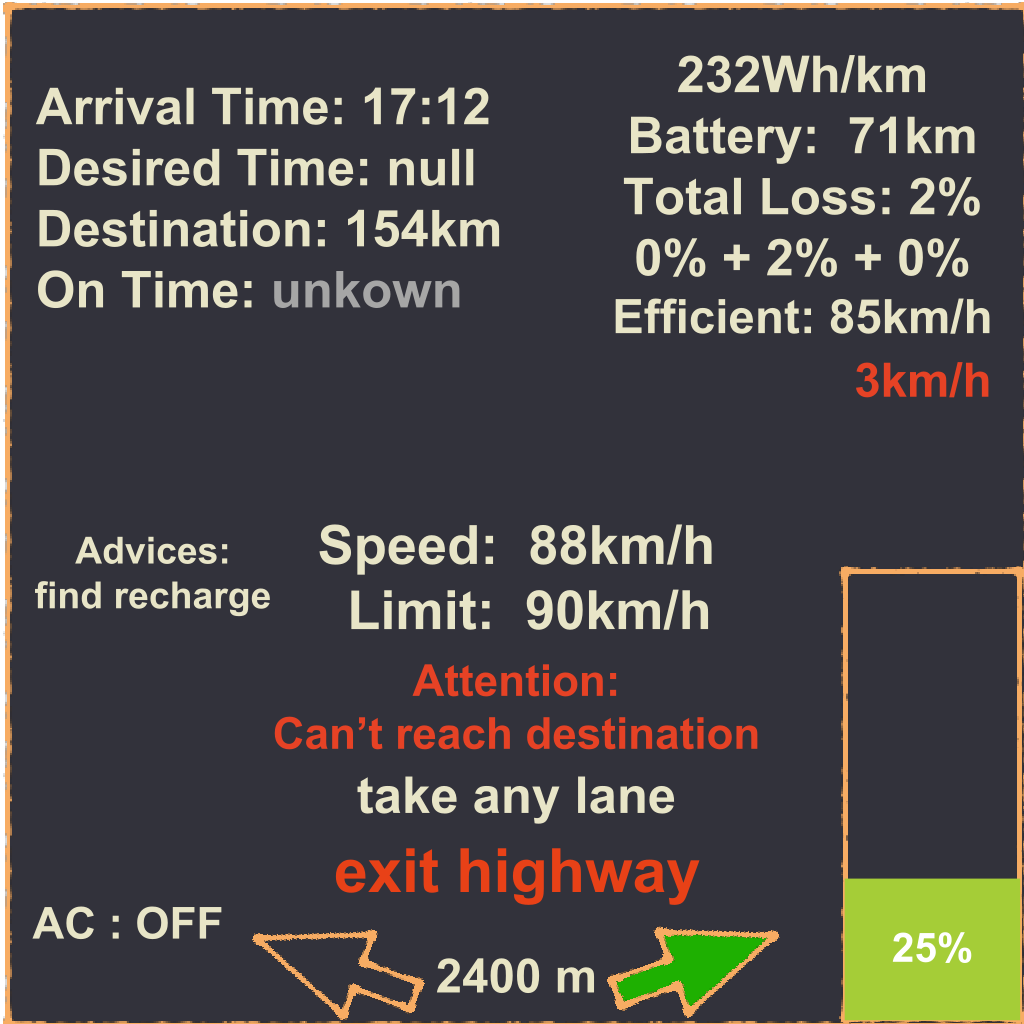 Arrival Time: 17:12
Desired Time: null
Destination: 154km
On Time: unkown
232Wh/km
Battery: 71km
Total Loss: 2%
0% + 2% + 0%
Efficient: 85km/h
3km/h
Advices:
find recharge
Speed: 88km/h
Limit: 90km/h
Attention:
Can’t reach destination
take any lane
exit highway
AC : OFF
2400 m
25%